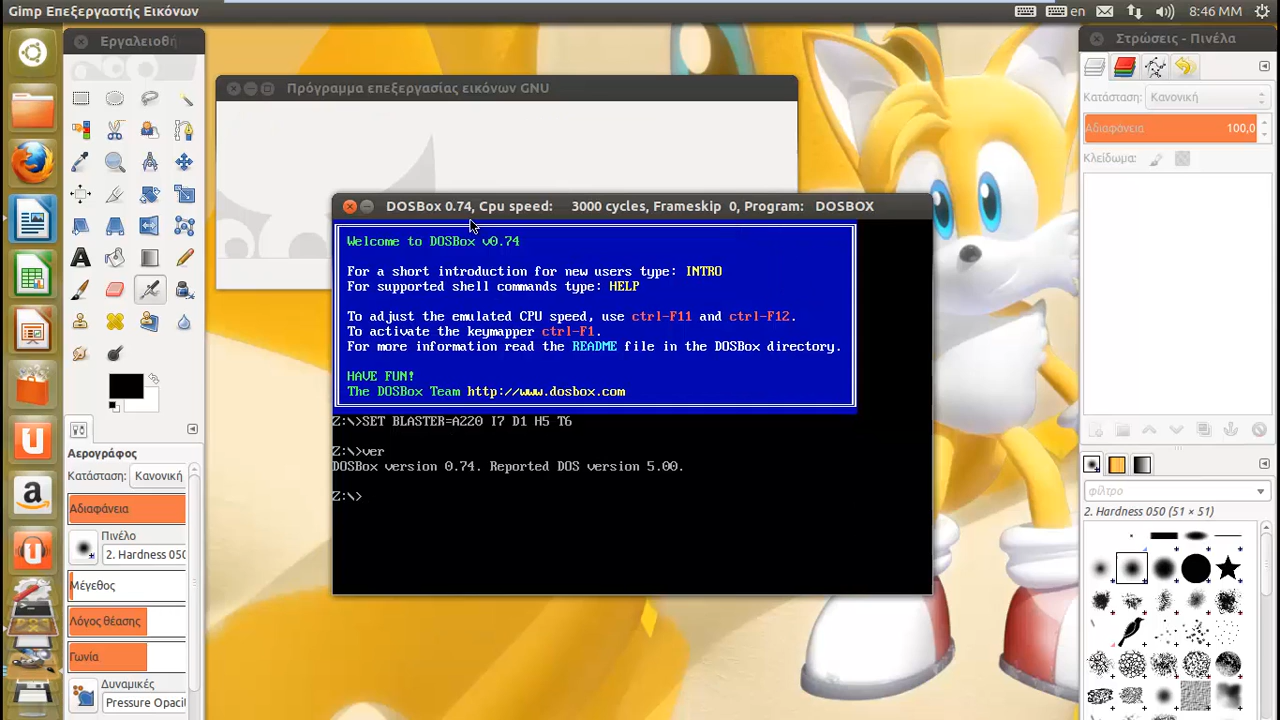 Gimp Επεξεργαστής Εικόνων
en
8:46 ΜΜ
Εργαλειοθή
Πρόγραμμα επεξεργασίας εικόνων GNU
Στρώσεις - Πινέλα
Κατάσταση: Κανονική
Αδιαφάνεια 100,0
Κλείδωμα:
DOSBox 0.74, Cpu speed: 3000 cycles, Frameskip 0, Program: DOSBOX
Welcome to DOSBox v0.74
For a short introduction for new users type: INTRO
For supported shell commands type: HELP
To adjust the emulated CPU speed, use ctrl-F11 and ctrl-F12.
To activate the keymapper ctrl-F1.
For more information read the README file in the DOSBox directory.
HAVE FUN!
The DOSBox Team http://www.dosbox.com
Z:\>SET BLASTER=A220 I7 D1 H5 T6
Z:\>ver
DOSBox version 0.74. Reported DOS version 5.00.
Z:\>
Αερογράφος
Κατάσταση: Κανονική
Αδιαφάνεια
Πινέλο
2. Hardness 050
Μέγεθος
Λόγος θέασης
Γωνία
Δυναμικές
Pressure Opacit
φίλτρο
2. Hardness 050 (51 × 51)